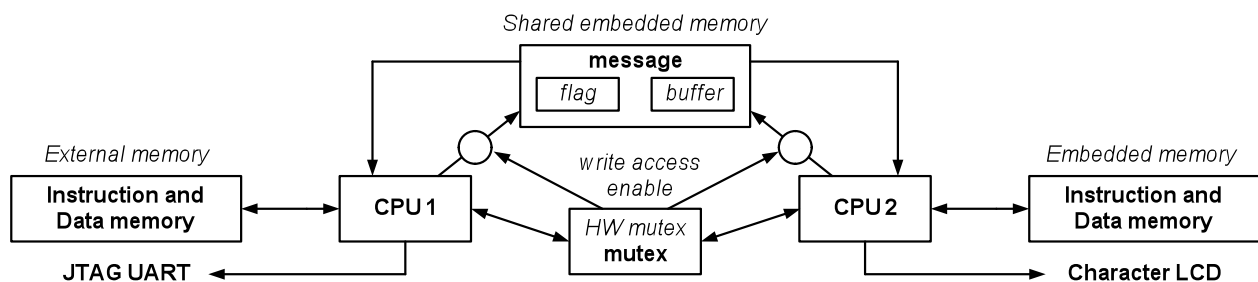 Shared embedded memory
message
flag
buffer
External memory
write access
enable
Embedded memory
Instruction and
Data memory
CPU 1
HW mutex
mutex
CPU 2
Instruction and
Data memory
JTAG UART
Character LCD